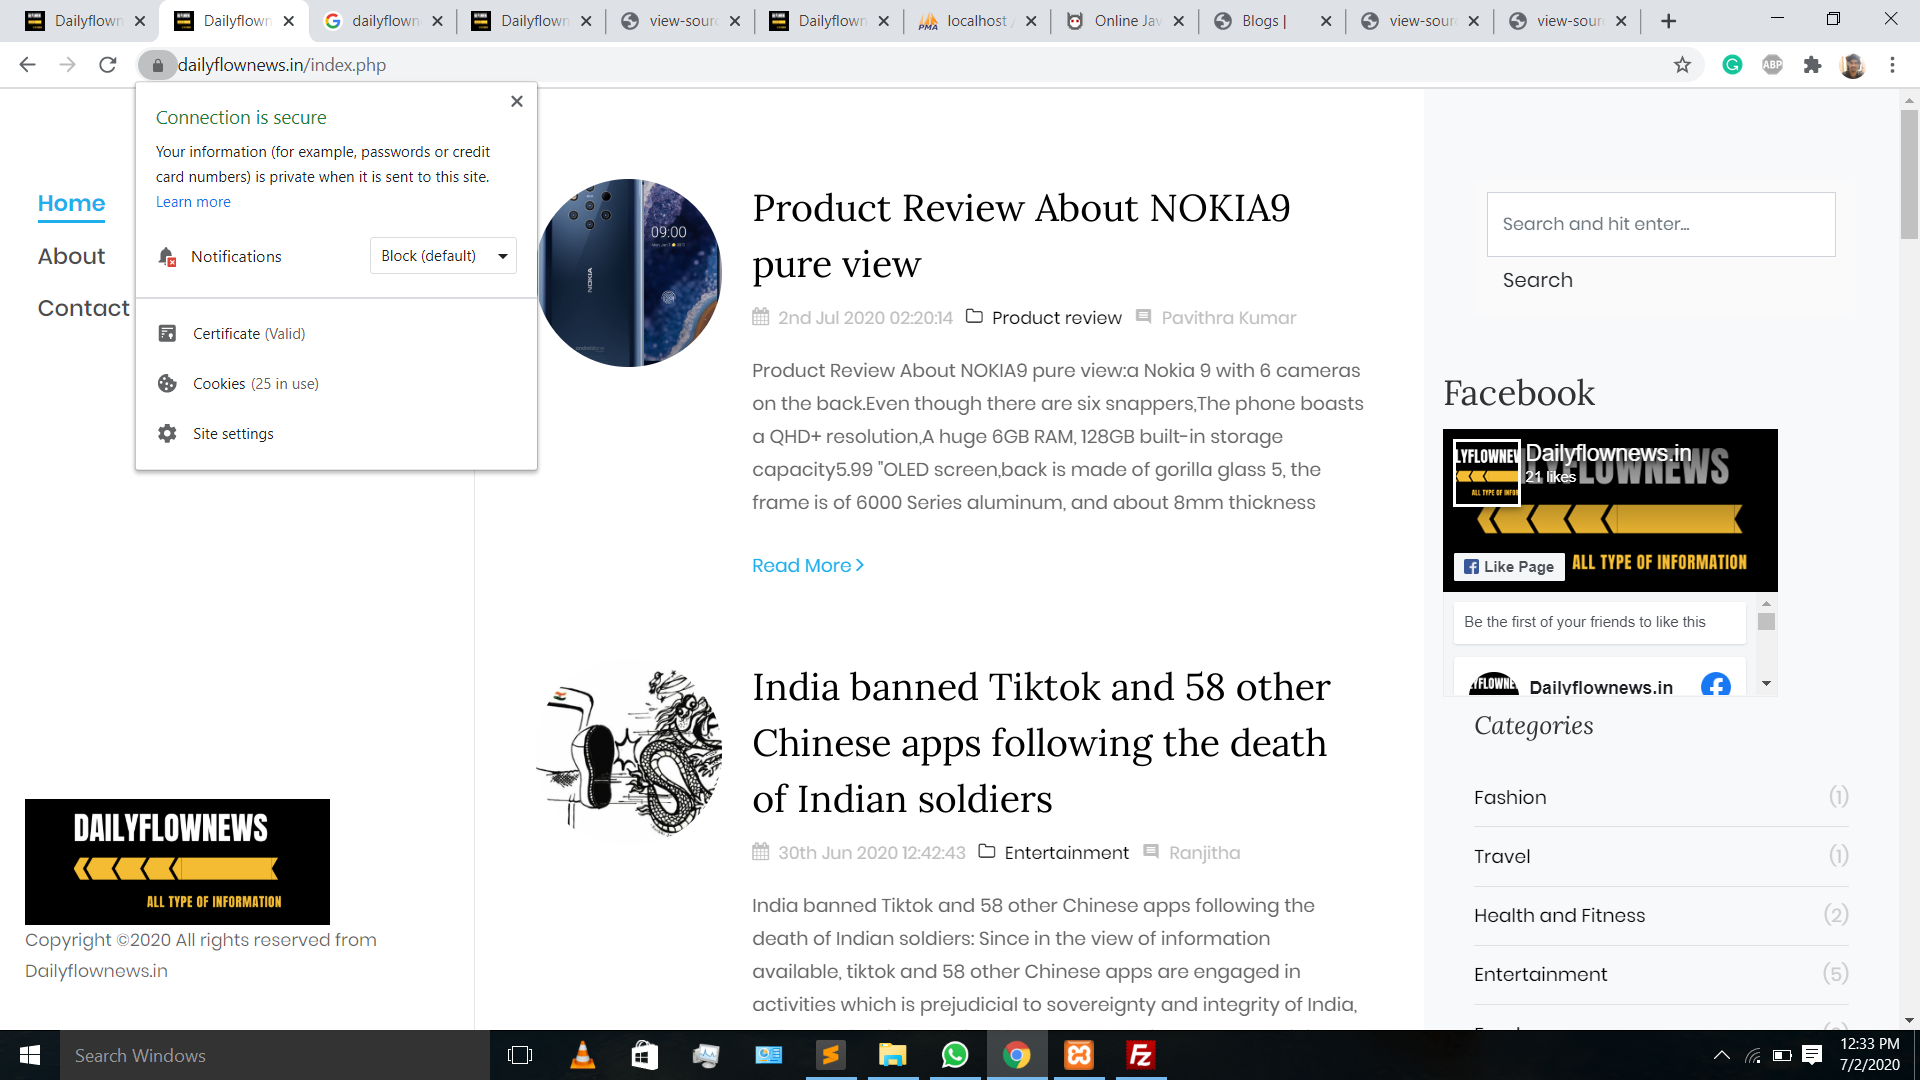 Dailyflown
Dailyflown
dailyflown
Dailyflown
view-sour
Dailyflown
localhost /
Online Jav
Blogs |
view-sour
view-sour
dailyflownews.in/index.php
Connection is secure
Your information (for example, passwords or credit
card numbers) is private when it is sent to this site.
Learn more
Notifications
Block (default)
Certificate (Valid)
Cookies (25 in use)
Site settings
Home
About
Contact
DAILYFLOWNEWS
ALL TYPE OF INFORMATION
Copyright ©2020 All rights reserved from
Dailyflownews.in
09:00
NOKIA
Product Review About NOKIA9
pure view
2nd Jul 2020 02:20:14 Product review Pavithra Kumar
Product Review About NOKIA9 pure view:a Nokia 9 with 6 cameras
on the back.Even though there are six snappers,The phone boasts
a QHD+ resolution,A huge 6GB RAM, 128GB built-in storage
capacity5.99 "OLED screen,back is made of gorilla glass 5, the
frame is of 6000 Series aluminum, and about 8mm thickness
Read More
India banned Tiktok and 58 other
Chinese apps following the death
of Indian soldiers
30th Jun 2020 12:42:43 Entertainment Ranjitha
India banned Tiktok and 58 other Chinese apps following the
death of Indian soldiers: Since in the view of information
available, tiktok and 58 other Chinese apps are engaged in
activities which is prejudicial to sovereignty and integrity of India,
Search and hit enter...
Search
Facebook
LYFLOWNEWS
Dailyflownews.in
21 likes
Like Page
ALL TYPE OF INFORMATION
Be the first of your friends to like this
Dailyflownews.in
Categories
Fashion (1)
Travel (1)
Health and Fitness (2)
Entertainment (5)
ABP
PMA
Search Windows
12:33 PM
7/2/2020